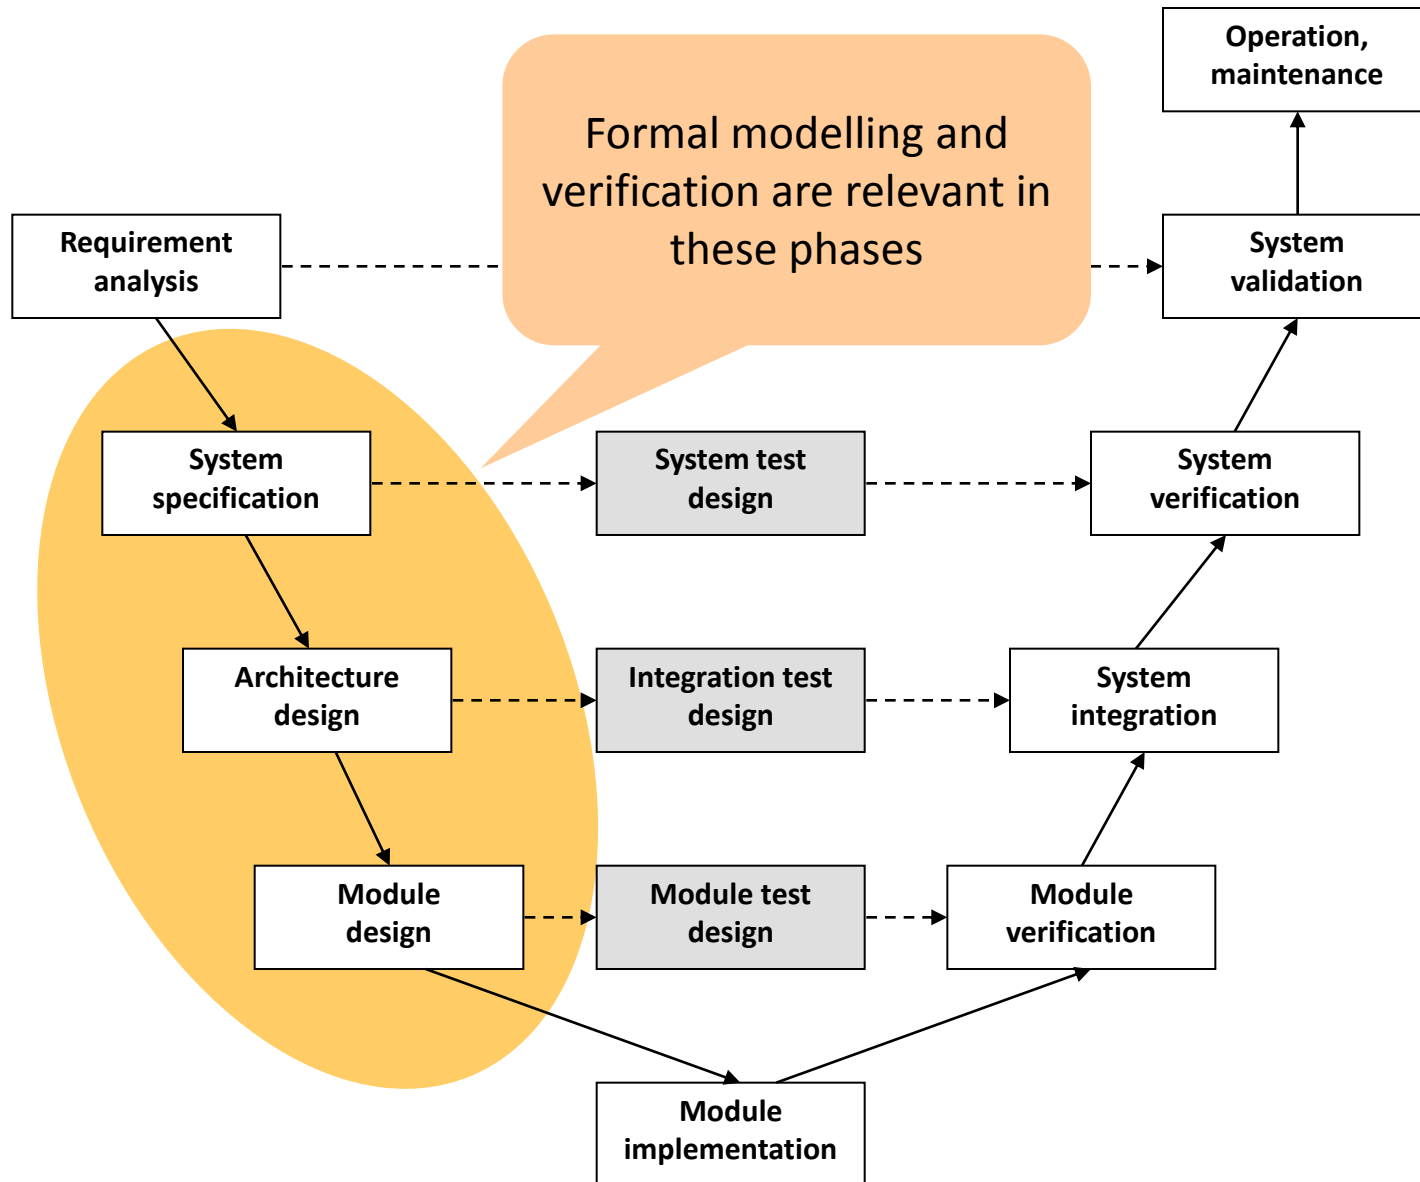 Operation,
maintenance
Formal modelling and
verification are relevant in
these phases
Requirement
analysis
System
validation
System
specification
System test
design
System
verification
Architecture
design
Integration test
design
System
integration
Module
design
Module test
design
Module
verification
Module
implementation